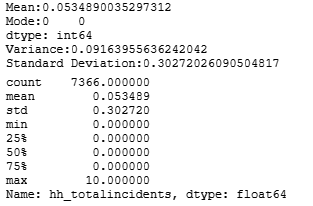 Mean:0.0534890035297312
Mode:0    0
dtype: int64
Variance:0.09163955636242042
Standard Deviation:0.30272026090504817
count    7366.000000
mean        0.053489
std         0.302720
min         0.000000
25%         0.000000
50%         0.000000
75%         0.000000
max        10.000000
Name: hh_totalincidents, dtype: float64